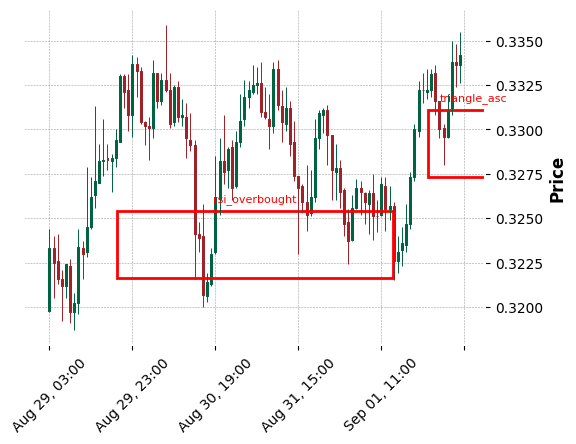 0.3350
0.3325
triangle_asc
0.3300
0.3275
rsi_overbought
0.3250
0.3225
0.3200
Price
Aug 29, 03:00
Aug 29, 23:00
Aug 30, 19:00
Aug 31, 15:00
Sep 01, 11:00